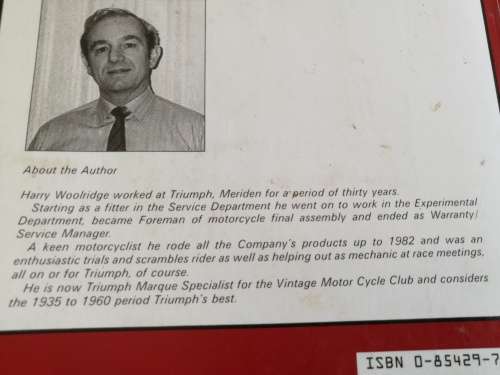 About the Author
Harry Woolridge worked at Triumph, Meriden for a period of thirty years.
Starting as a fitter in the Service Department he went on to work in the Experimental
Department, became Foreman of motorcycle final assembly and ended as Warranty/
Service Manager.
A keen motorcyclist he rode all the Company's products up to 1982 and was an
enthusiastic trials and scrambles rider as well as helping out as mechanic at race meetings,
all on or for Triumph, of course.
He is now Triumph Marque Specialist for the Vintage Motor Cycle Club and considers
the 1935 to 1960 period Triumph's best.
ISBN 0-85429-7